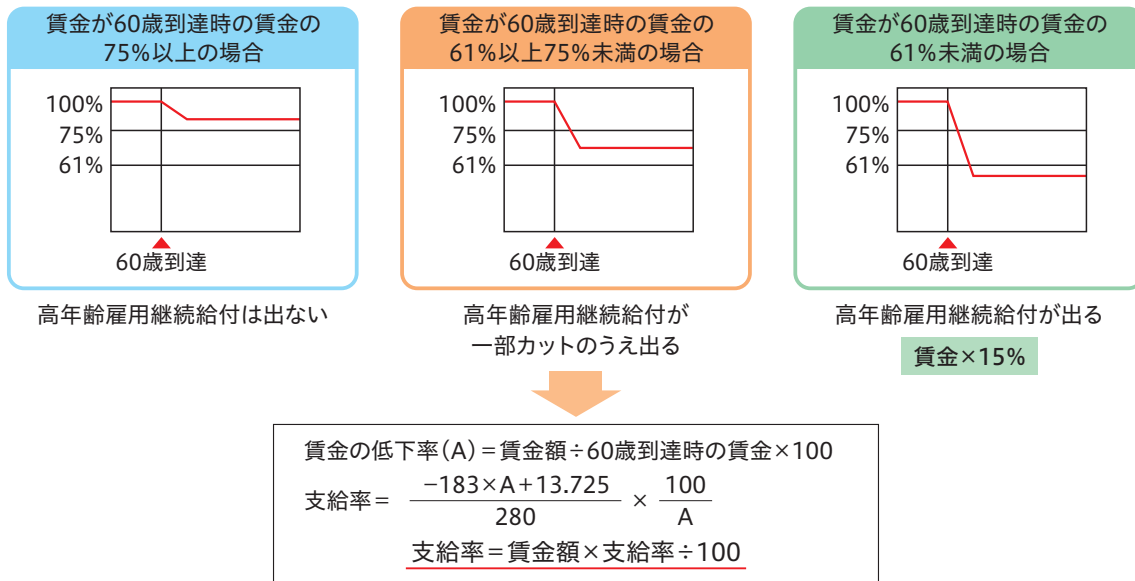 賃金が60歳到達時の賃金の
75%以上の場合
100%
75%
61%
60歳到達
高年齢雇用継続給付は出ない
賃金が60歳到達時の賃金の
61%以上75%未満の場合
100%
75%
61%
60歳到達
高年齢雇用継続給付が
一部カットのうえ出る
賃金が60歳到達時の賃金の
61%未満の場合
100%
75%
61%
60歳到達
高年齢雇用継続給付が出る
賃金×15%
賃金の低下率(A)＝賃金額÷60歳到達時の賃金×100
支給率＝ −183×A＋13.725 / 280 × 100 / A
支給率＝賃金額×支給率÷100